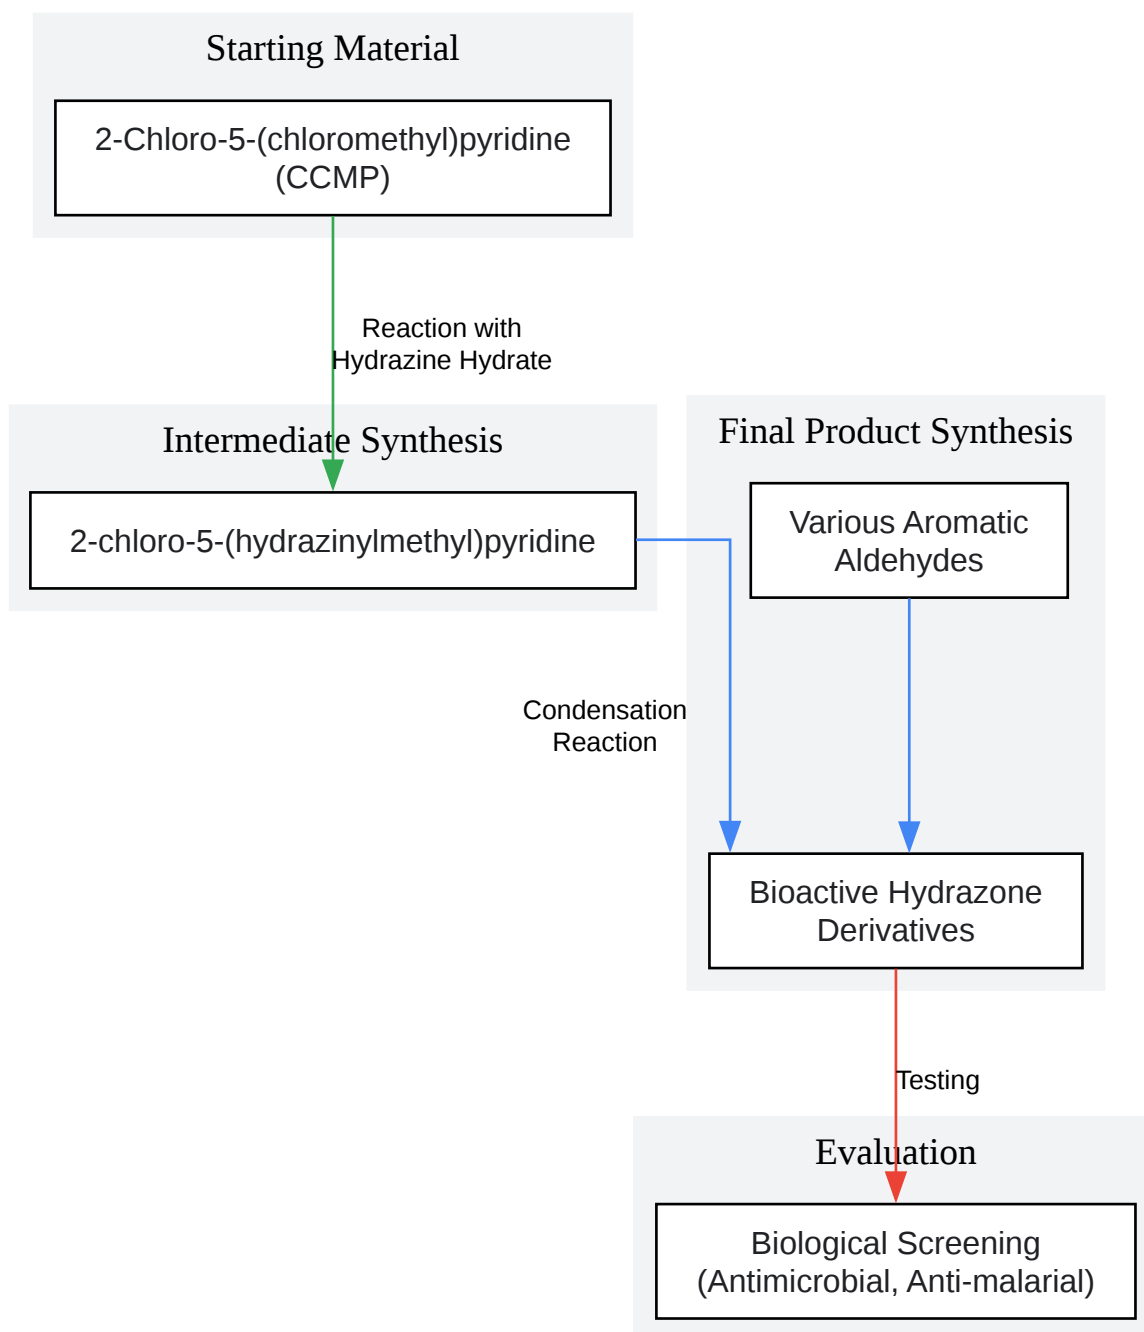 Starting Material
2-Chloro-5-(chloromethyl)pyridine
(CCMP)
Reaction with
Hydrazine Hydrate
Intermediate Synthesis
2-chloro-5-(hydrazinylmethyl)pyridine
Final Product Synthesis
Various Aromatic
Aldehydes
Condensation
Reaction
Bioactive Hydrazone
Derivatives
Testing
Evaluation
Biological Screening
(Antimicrobial, Anti-malarial)